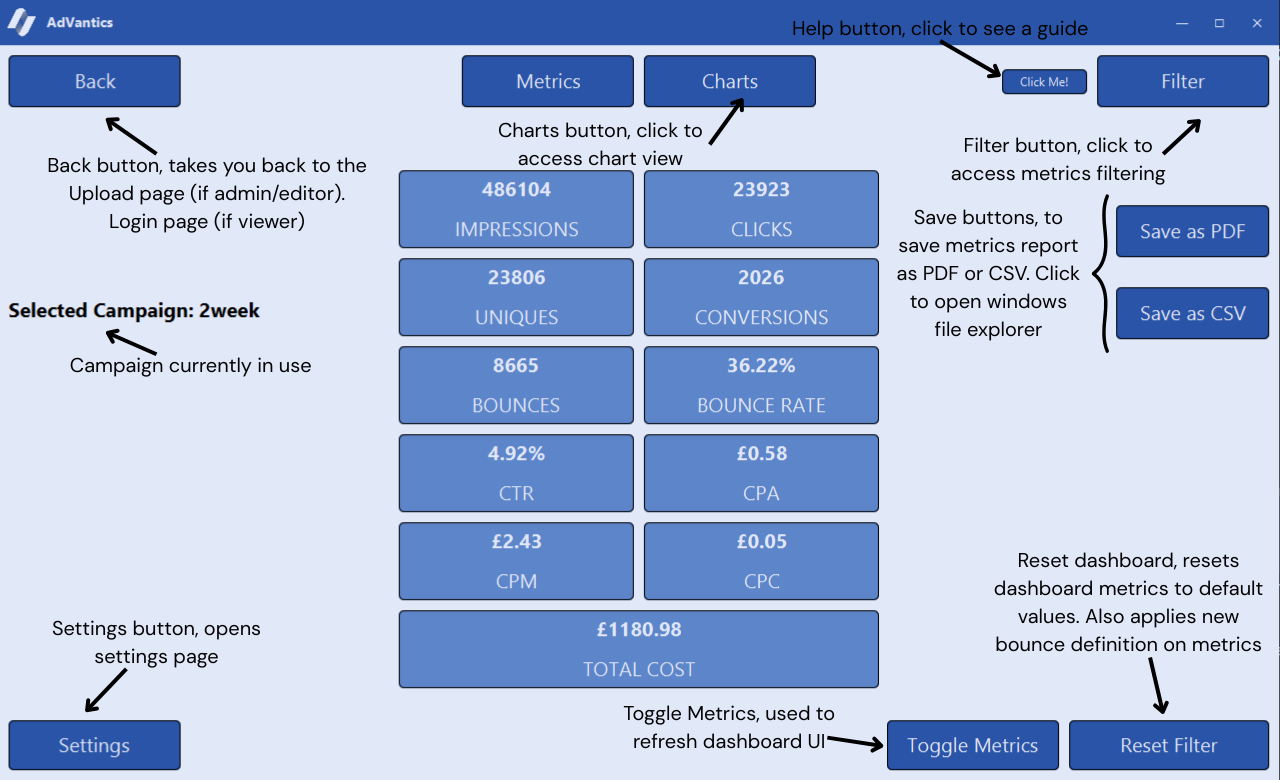 AdVantics
Help button, click to see a guide
Back
Metrics
Charts
Click Me!
Filter
Charts button, click to
access chart view
Filter button, click to
access metrics filtering
Back button, takes you back to the
Upload page (if admin/editor).
Login page (if viewer)
486104
IMPRESSIONS
23923
CLICKS
Save buttons, to
save metrics report
as PDF or CSV. Click
to open windows
file explorer
Save as PDF
Save as CSV
23806
UNIQUES
2026
CONVERSIONS
Selected Campaign: 2week
Campaign currently in use
8665
BOUNCES
36.22%
BOUNCE RATE
4.92%
CTR
£0.58
CPA
£2.43
CPM
£0.05
CPC
Reset dashboard, resets
dashboard metrics to default
values. Also applies new
bounce definition on metrics
£1180.98
TOTAL COST
Settings button, opens
settings page
Toggle Metrics, used to
refresh dashboard UI
Settings
Toggle Metrics
Reset Filter